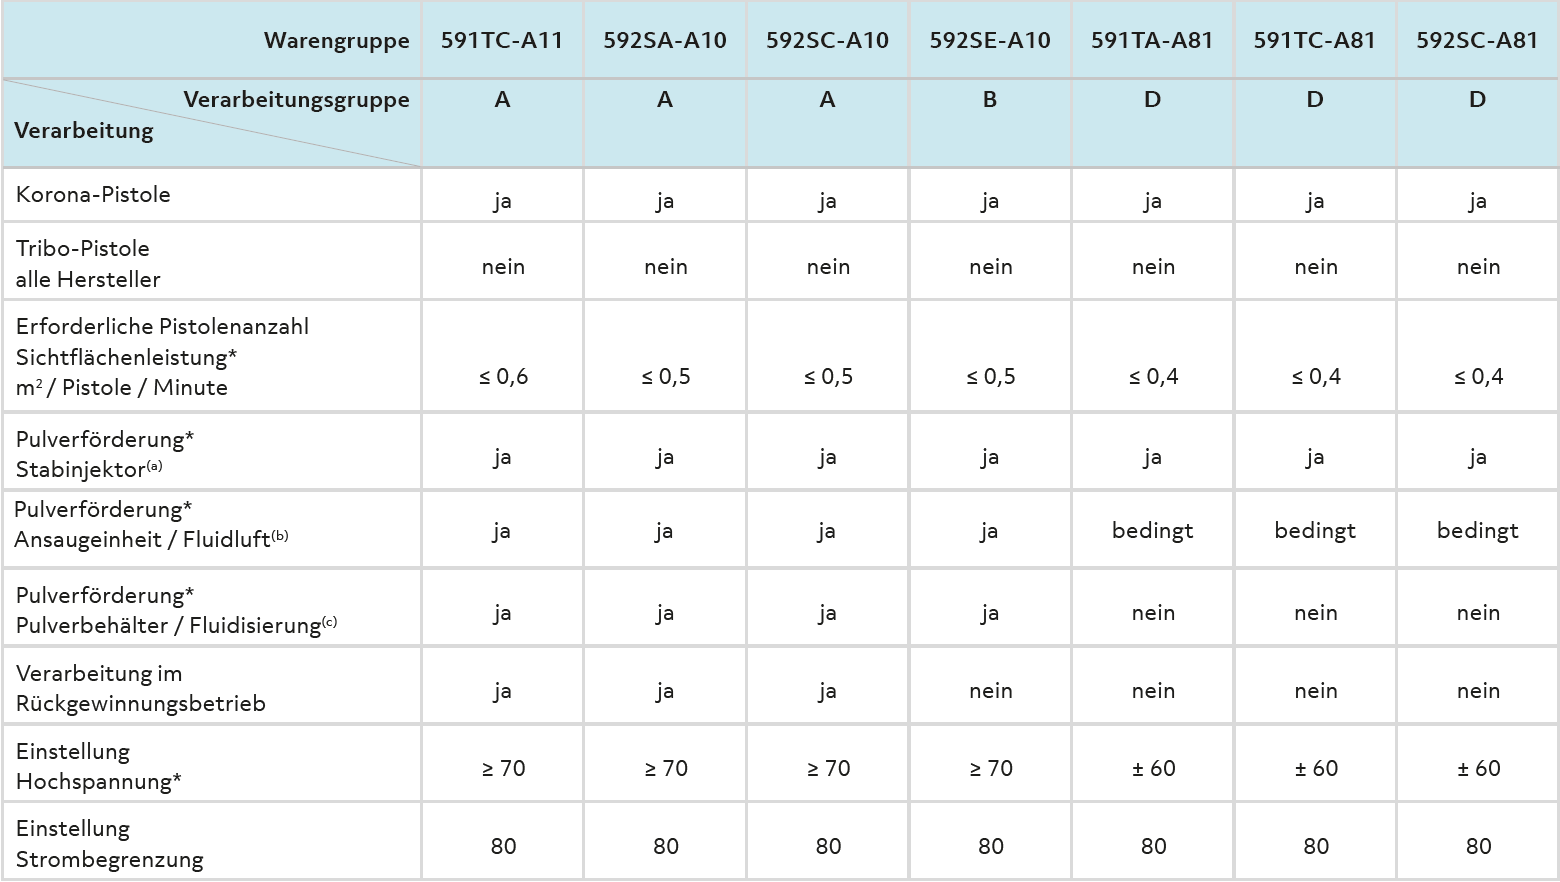 Warengruppe 591TC-A11 592SA-A10 592SC-A10 592SE-A10 591TA-A81 591TC-A81 592SC-A81
Verarbeitungsgruppe A A A B D D D
Verarbeitung
Korona-Pistole ja ja ja ja ja ja ja
Tribo-Pistole
alle Hersteller nein nein nein nein nein nein nein
Erforderliche Pistolenanzahl
Sichtflächenleistung*
m² / Pistole / Minute ≤ 0,6 ≤ 0,5 ≤ 0,5 ≤ 0,5 ≤ 0,4 ≤ 0,4 ≤ 0,4
Pulverförderung*
Stabinjektor(a) ja ja ja ja ja ja ja
Pulverförderung*
Ansaugeinheit / Fluidluft(b) ja ja ja ja bedingt bedingt bedingt
Pulverförderung*
Pulverbehälter / Fluidisierung(c) ja ja ja ja nein nein nein
Verarbeitung im
Rückgewinnungsbetrieb ja ja ja nein nein nein nein
Einstellung
Hochspannung* ≥ 70 ≥ 70 ≥ 70 ≥ 70 ± 60 ± 60 ± 60
Einstellung
Strombegrenzung 80 80 80 80 80 80 80